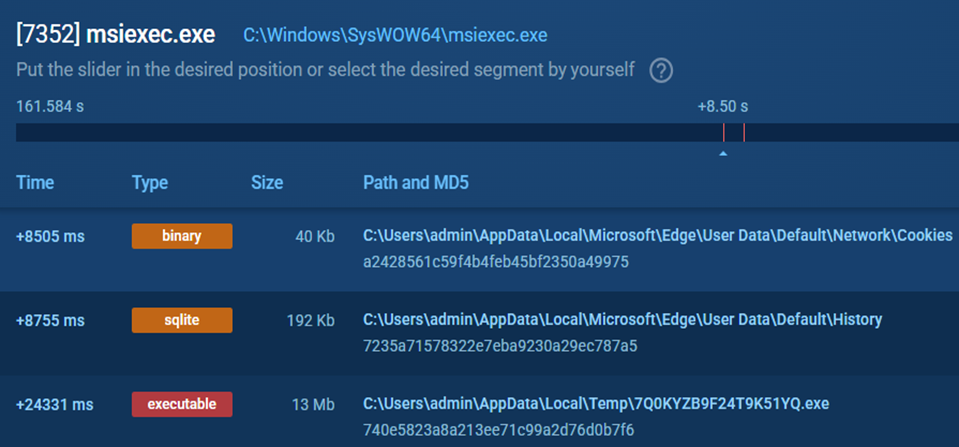 [7352] msiexec.exe C:\Windows\SysWOW64\msiexec.exe
Put the slider in the desired position or select the desired segment by yourself ?
161.584 s +8.50 s
Time Type Size Path and MD5
+8505 ms binary 40 Kb C:\Users\admin\AppData\Local\Microsoft\Edge\User Data\Default\Network\Cookies
a2428561c59f4b4feb45bf2350a49975
+8755 ms sqlite 192 Kb C:\Users\admin\AppData\Local\Microsoft\Edge\User Data\Default\History
7235a71578322e7eba9230a29ec787a5
+24331 ms executable 13 Mb C:\Users\admin\AppData\Local\Temp\7Q0KYZB9F24T9K51YQ.exe
740e5823a8a213ee71c99a2d76d0b7f6